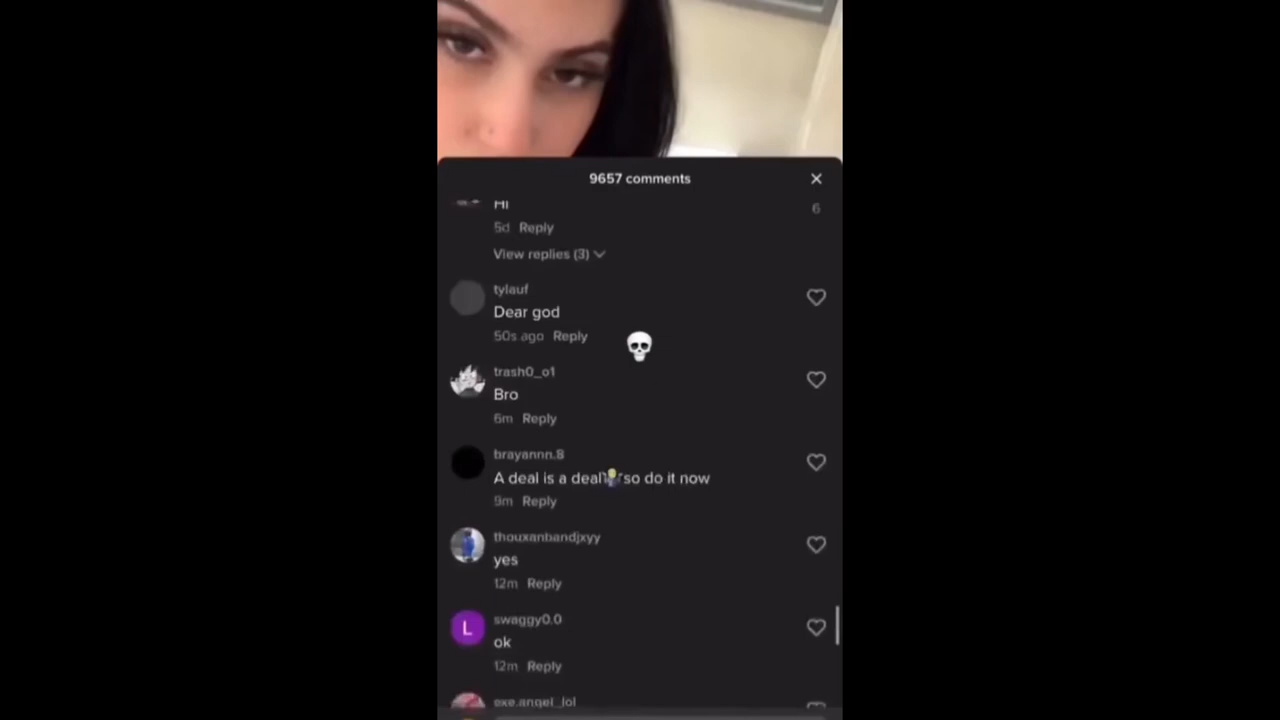 9657 comments
Hi
6
5d Reply
View replies (3)
tylauf
Dear god
50s ago Reply
trash0_o1
Bro
6m Reply
brayannn.8
A deal is a deal🤷so do it now
9m Reply
thouxanbandjxyy
yes
12m Reply
L
swaggy0.0
ok
12m Reply
exe.angel_lol